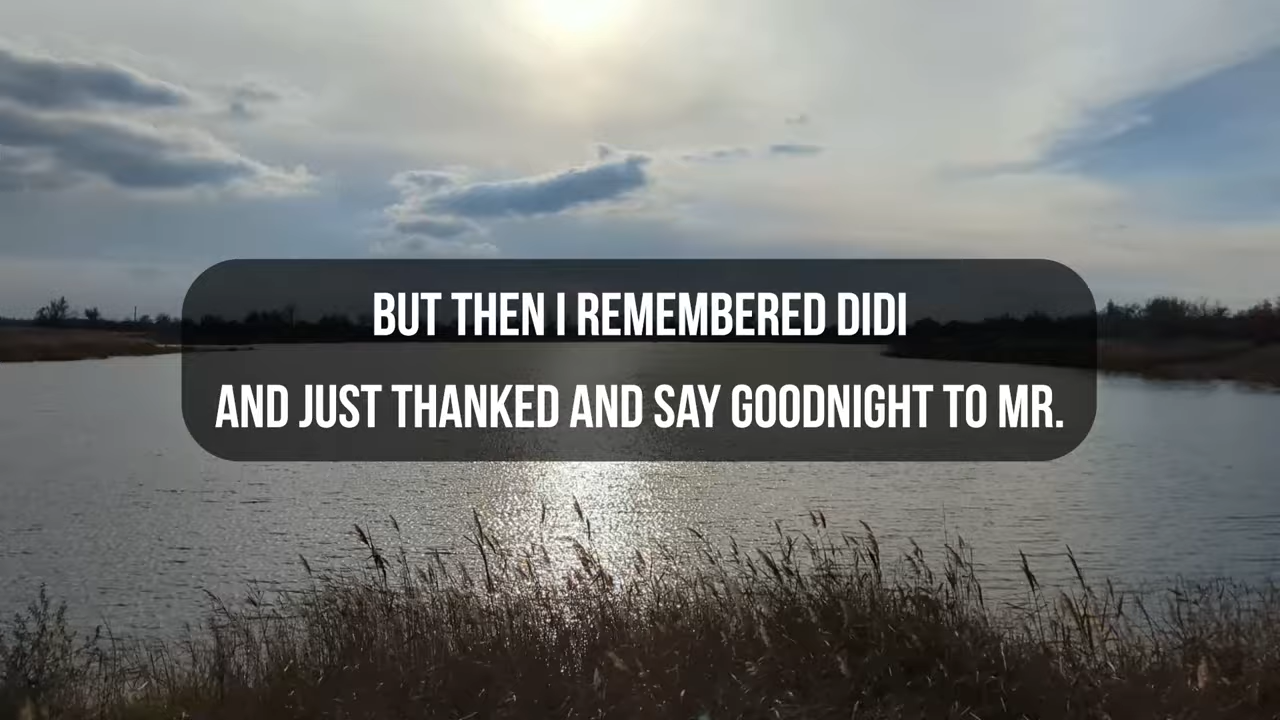 BUT THEN I REMEMBERED DIDI
AND JUST THANKED AND SAY GOODNIGHT TO MR.